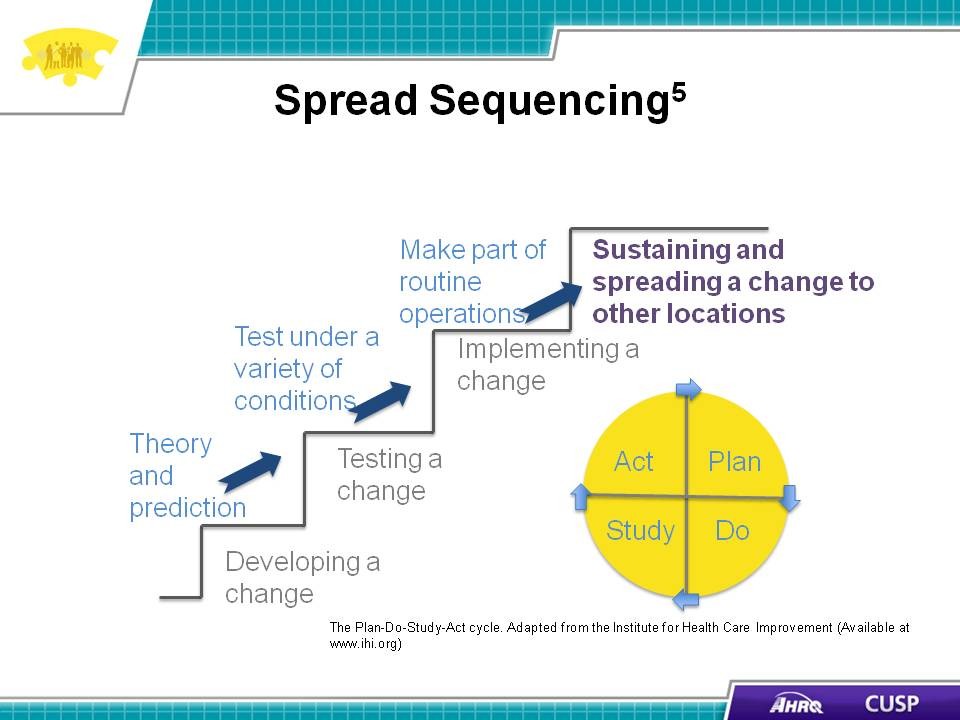 Spread Sequencing5
Make part of
routine
operations
Sustaining and
spreading a change to
other locations
Test under a
variety of
conditions
Implementing a
change
Theory
and
prediction
Testing a
change
Developing a
change
Act
Plan
Study
Do
The Plan-Do-Study-Act cycle. Adapted from the Institute for Health Care Improvement (Available at
www.ihi.org)
AHRQ
CUSP